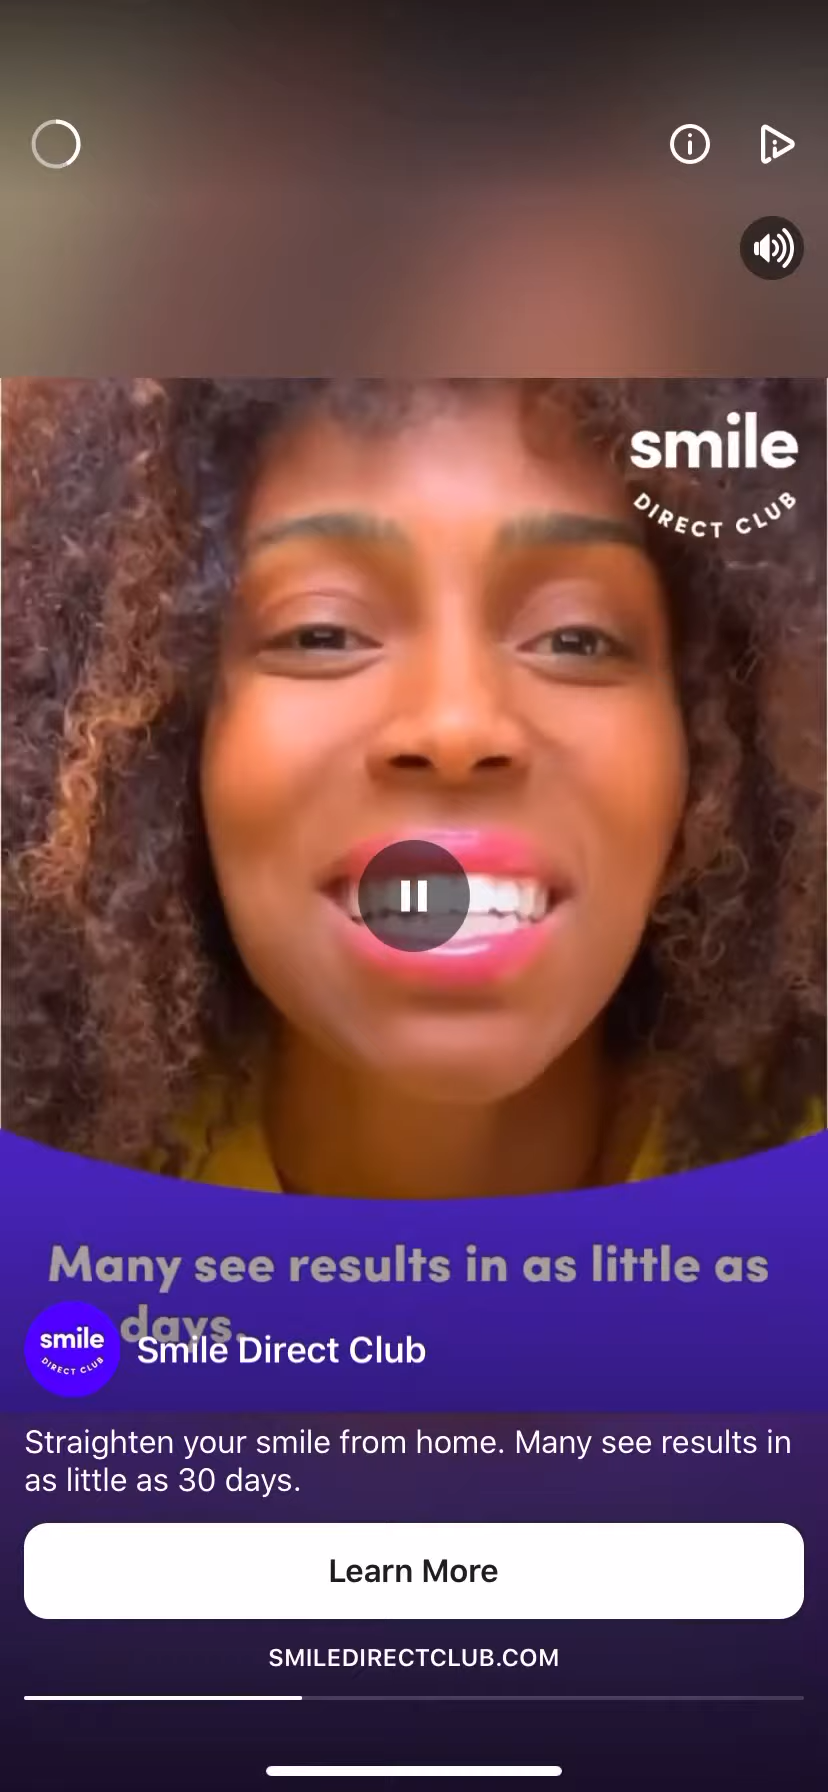 smile
DIRECT CLUB
Many see results in as little as
days.
smile
DIRECT CLUB
Smile Direct Club
Straighten your smile from home. Many see results in
as little as 30 days.
Learn More
SMILEDIRECTCLUB.COM